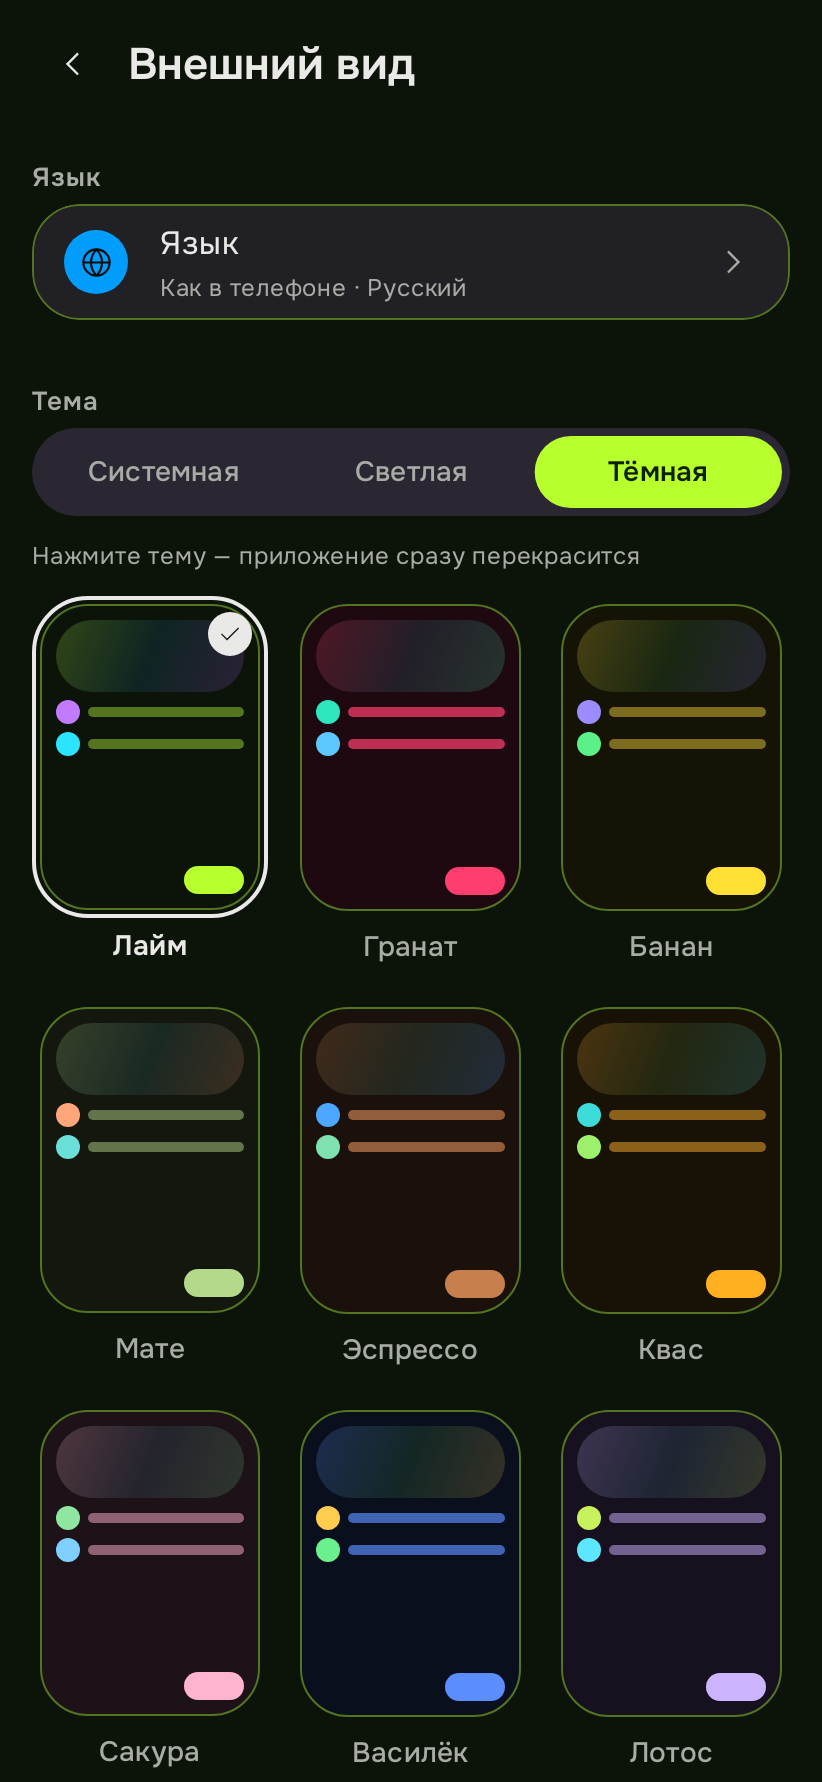 Внешний вид
Язык
Язык
Как в телефоне · Русский
Тема
Системная Светлая Тёмная
Нажмите тему — приложение сразу перекрасится
Лайм Гранат Банан
Мате Эспрессо Квас
Сакура Василёк Лотос